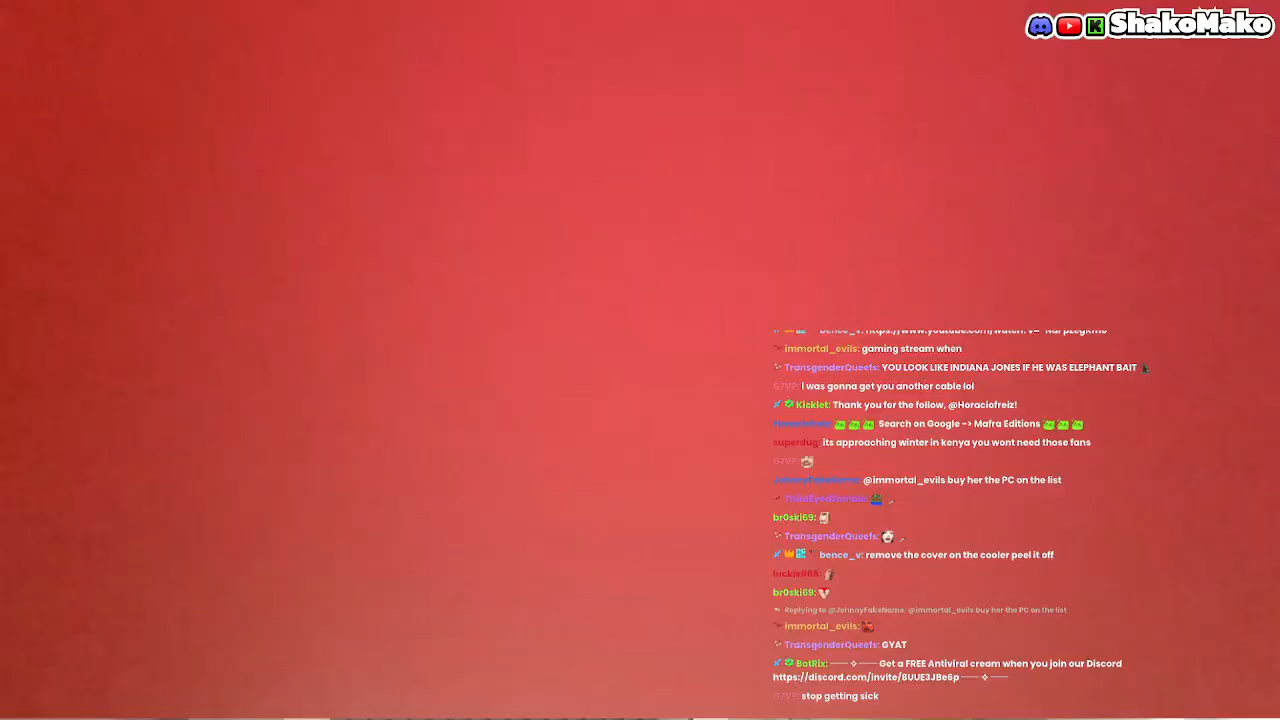 ShakoMako
immortal_evils: gaming stream when
TransgenderQueefs: YOU LOOK LIKE INDIANA JONES IF HE WAS ELEPHANT BAIT
G7VP: i was gonna get you another cable lol
Kicklet: Thank you for the follow, @Horaciofreiz!
Search on Google -> Mafra Editions
superdug: its approaching winter in kenya you wont need those fans
G7VP:
JohnnyFakeName: @immortal_evils buy her the PC on the list
br0ski69:
TransgenderQueefs:
bence_v: remove the cover on the cooler peel it off
br0ski69:
Replying to @JohnnyFakeName: @immortal_evils buy her the PC on the list
immortal_evils:
TransgenderQueefs: GYAT
BotRix: Get a FREE Antiviral cream when you join our Discord
https://discord.com/invite/8UUE3JBe6p
G7VP: stop getting sick